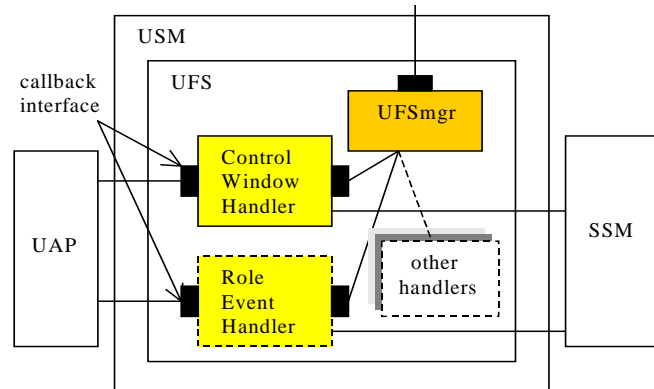 USM
UFS
callback
interface
UFSmgr
Control
Window
Handler
UAP
SSM
other
handlers
Role
Event
Handler